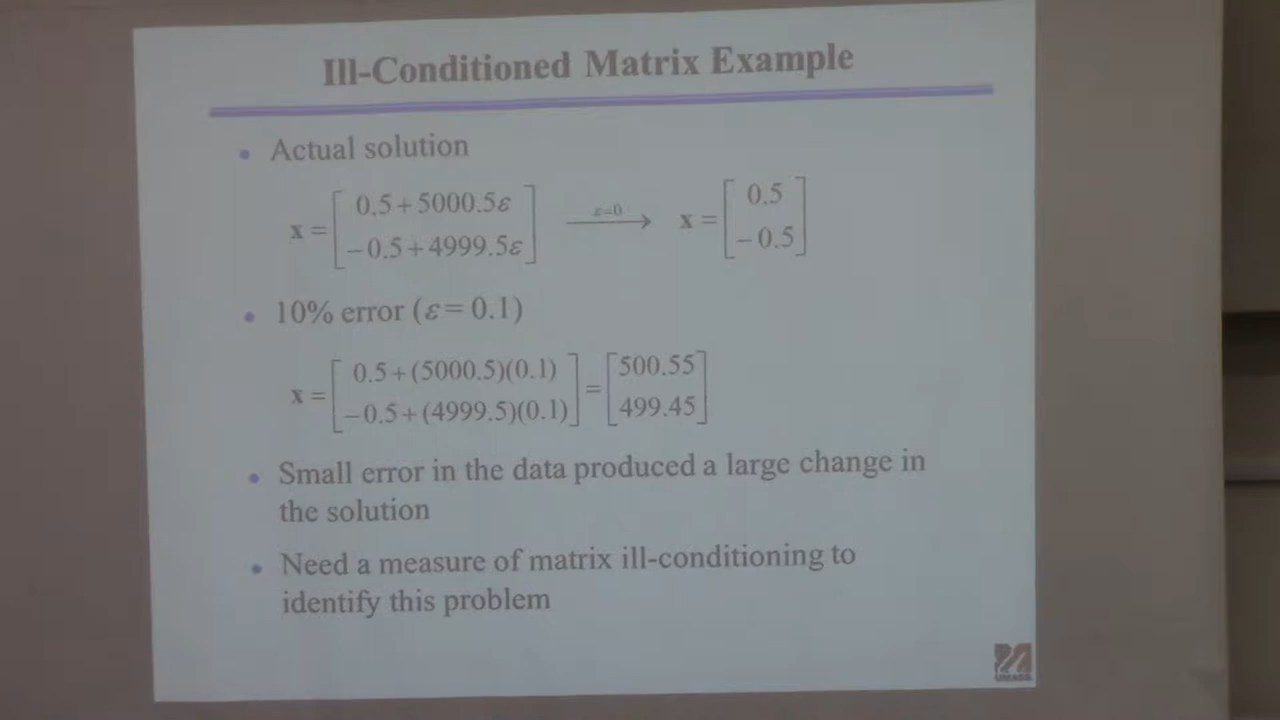 Ill-Conditioned Matrix Example
• Actual solution
x = [0.5 + 5000.5ε; −0.5 + 4999.5ε] —ε=0→ x = [0.5; −0.5]
• 10% error (ε = 0.1)
x = [0.5 + (5000.5)(0.1); −0.5 + (4999.5)(0.1)] = [500.55; 499.45]
• Small error in the data produced a large change in
the solution
• Need a measure of matrix ill-conditioning to
identify this problem
UMASS